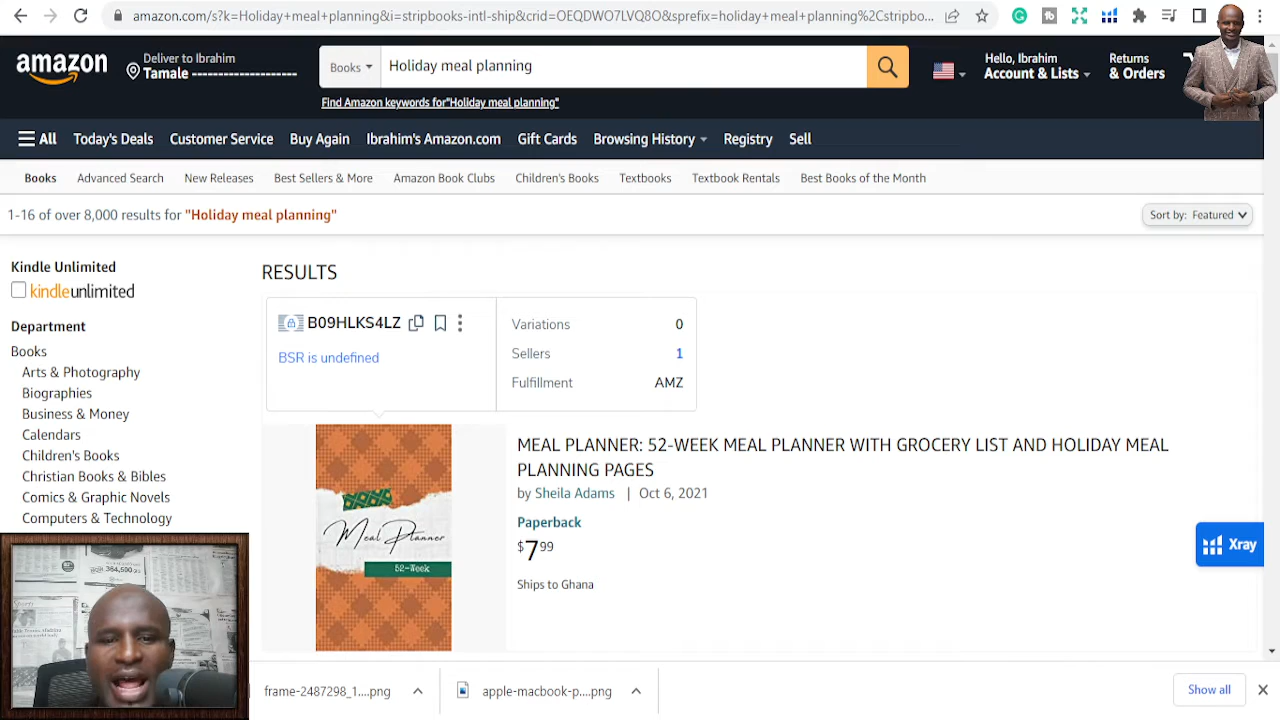 amazon.com/s?k=Holiday+meal+planning&i=stripbooks-intl-ship&crid=OEQDWO7LVQ8O&sprefix=holiday+meal+planning%2Cstripbo...
amazon
Deliver to Ibrahim
Tamale --------------------
Books
Holiday meal planning
Hello, Ibrahim
Account & Lists
Returns
& Orders
Find Amazon keywords for"Holiday meal planning"
All Today's Deals Customer Service Buy Again Ibrahim's Amazon.com Gift Cards Browsing History Registry Sell
Books Advanced Search New Releases Best Sellers & More Amazon Book Clubs Children's Books Textbooks Textbook Rentals Best Books of the Month
1-16 of over 8,000 results for "Holiday meal planning"
Sort by: Featured
Kindle Unlimited
kindleunlimited
Department
Books
Arts & Photography
Biographies
Business & Money
Calendars
Children's Books
Christian Books & Bibles
Comics & Graphic Novels
Computers & Technology
RESULTS
B09HLKS4LZ
BSR is undefined
Variations 0
Sellers 1
Fulfillment AMZ
Meal Planner
52-Week
MEAL PLANNER: 52-WEEK MEAL PLANNER WITH GROCERY LIST AND HOLIDAY MEAL
PLANNING PAGES
by Sheila Adams | Oct 6, 2021
Paperback
$7 99
Ships to Ghana
Xray
frame-2487298_1....png
apple-macbook-p....png
Show all